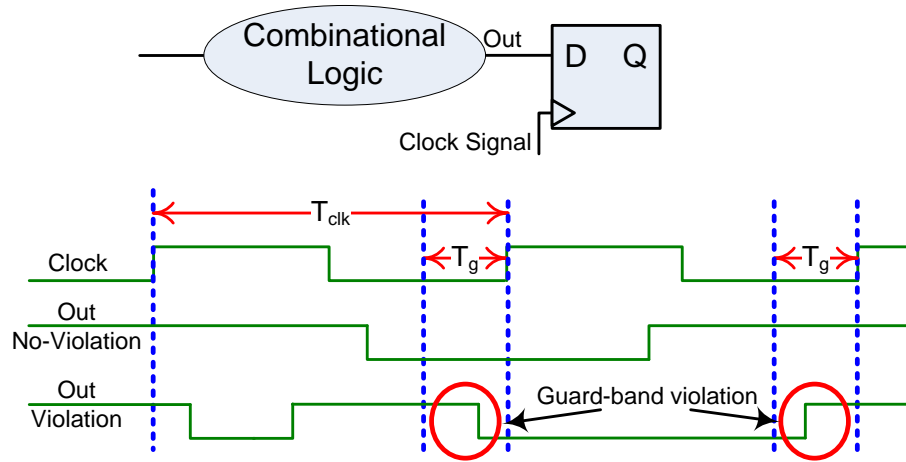 Combinational
Logic
Out
D Q
Clock Signal
Tclk
Clock
Tg
Tg
Out
No-Violation
Out
Violation
Guard-band violation